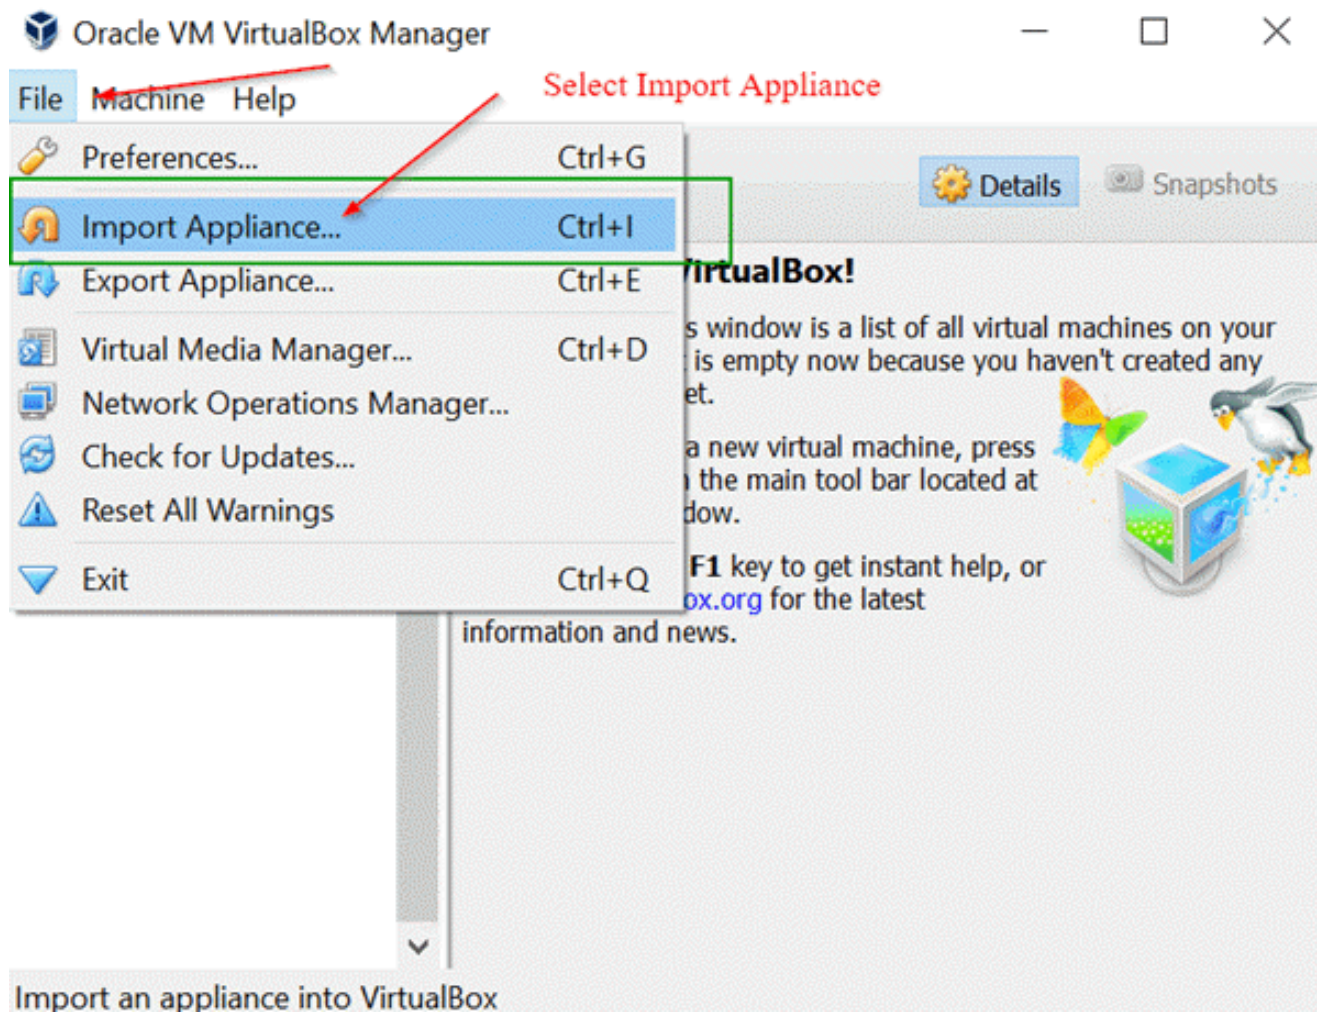 Oracle VM VirtualBox Manager
Select Import Appliance
File Machine Help
Preferences... Ctrl+G
Import Appliance... Ctrl+I
Export Appliance... Ctrl+E
Virtual Media Manager... Ctrl+D
Network Operations Manager...
Check for Updates...
Reset All Warnings
Exit Ctrl+Q
Details Snapshots
VirtualBox!
s window is a list of all virtual machines on your
is empty now because you haven't created any
et.
a new virtual machine, press
the main tool bar located at
dow.
F1 key to get instant help, or
ox.org for the latest
information and news.
Import an appliance into VirtualBox